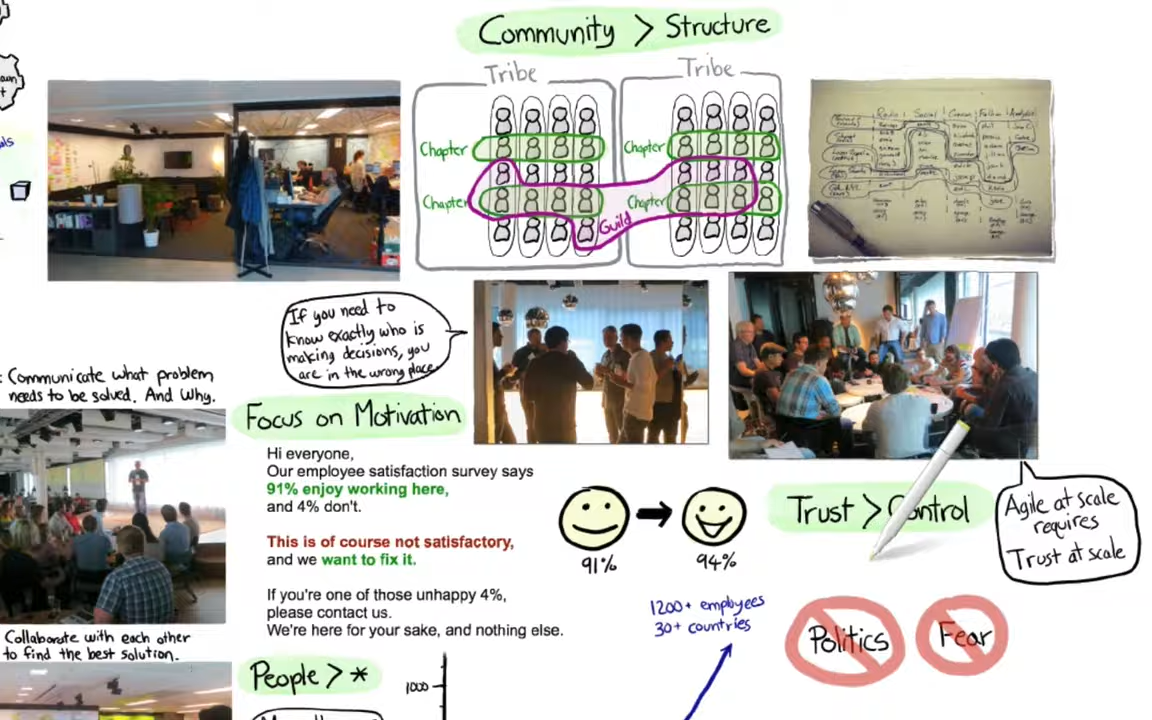 Community > Structure
Tribe
Tribe
Chapter
Chapter
Chapter
Chapter
Guild
Radio Social Canvas
If you need to
know exactly who is
making decisions, you
are in the wrong place.
: Communicate what problem
needs to be solved. And Why.
Focus on Motivation
Hi everyone,
Our employee satisfaction survey says
91% enjoy working here,
and 4% don't.
This is of course not satisfactory,
and we want to fix it.
If you're one of those unhappy 4%,
please contact us.
We're here for your sake, and nothing else.
91%
94%
Trust > Control
Agile at scale
requires
Trust at scale
1200+ employees
30+ countries
Politics
Fear
Collaborate with each other
to find the best solution.
People > *
1000